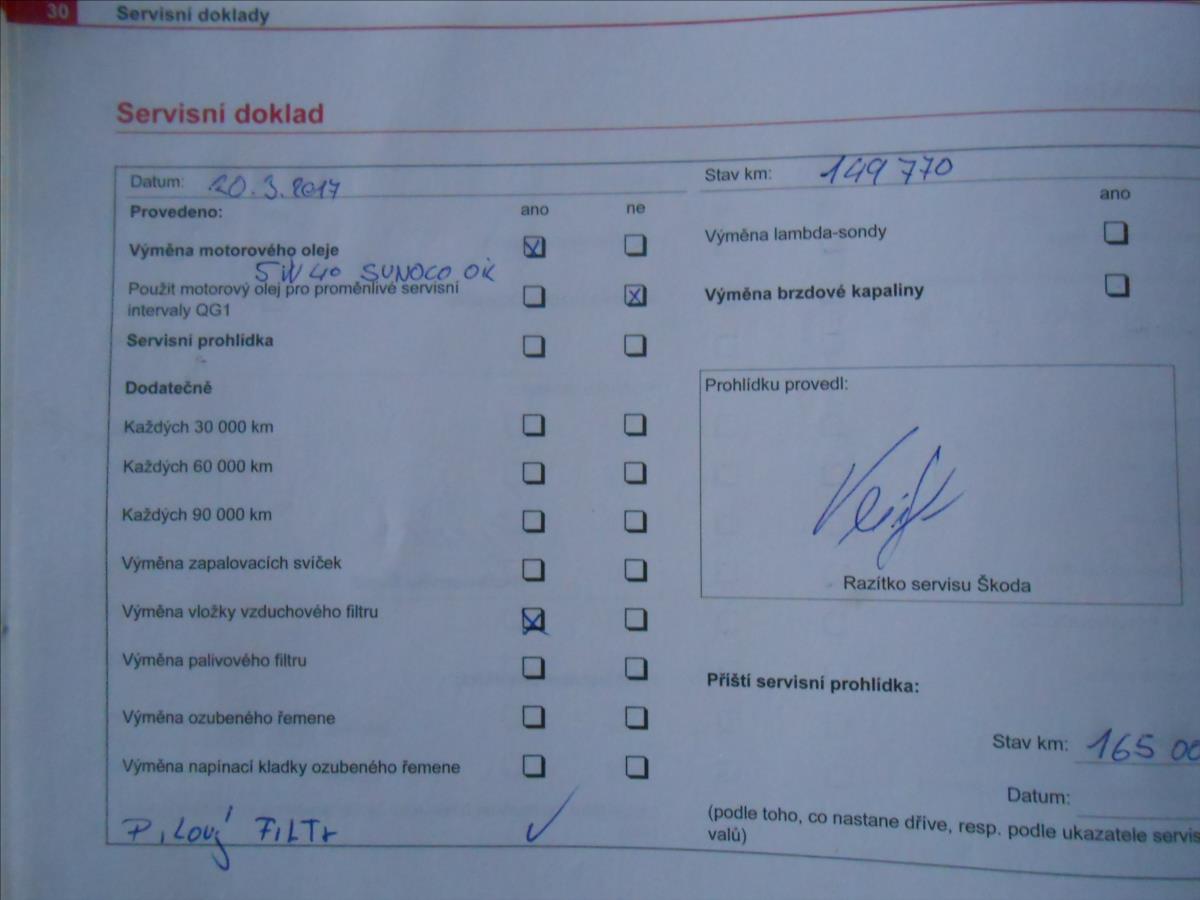 30 Servisní doklady
Servisní doklad
Datum: 20.3.2017
Provedeno: ano ne
Výměna motorového oleje
5W40 SUNOCO OIL
Použit motorový olej pro proměnlivé servisní
intervaly QG1
Servisní prohlídka
Dodatečně
Každých 30 000 km
Každých 60 000 km
Každých 90 000 km
Výměna zapalovacích svíček
Výměna vložky vzduchového filtru
Výměna palivového filtru
Výměna ozubeného řemene
Výměna napínací kladky ozubeného řemene
PILOVÝ FILTR
Stav km: 149 770
ano
Výměna lambda-sondy
Výměna brzdové kapaliny
Prohlídku provedl:
Razítko servisu Škoda
Příští servisní prohlídka:
Stav km: 165 00
Datum:
(podle toho, co nastane dříve, resp. podle ukazatele servis
valů)